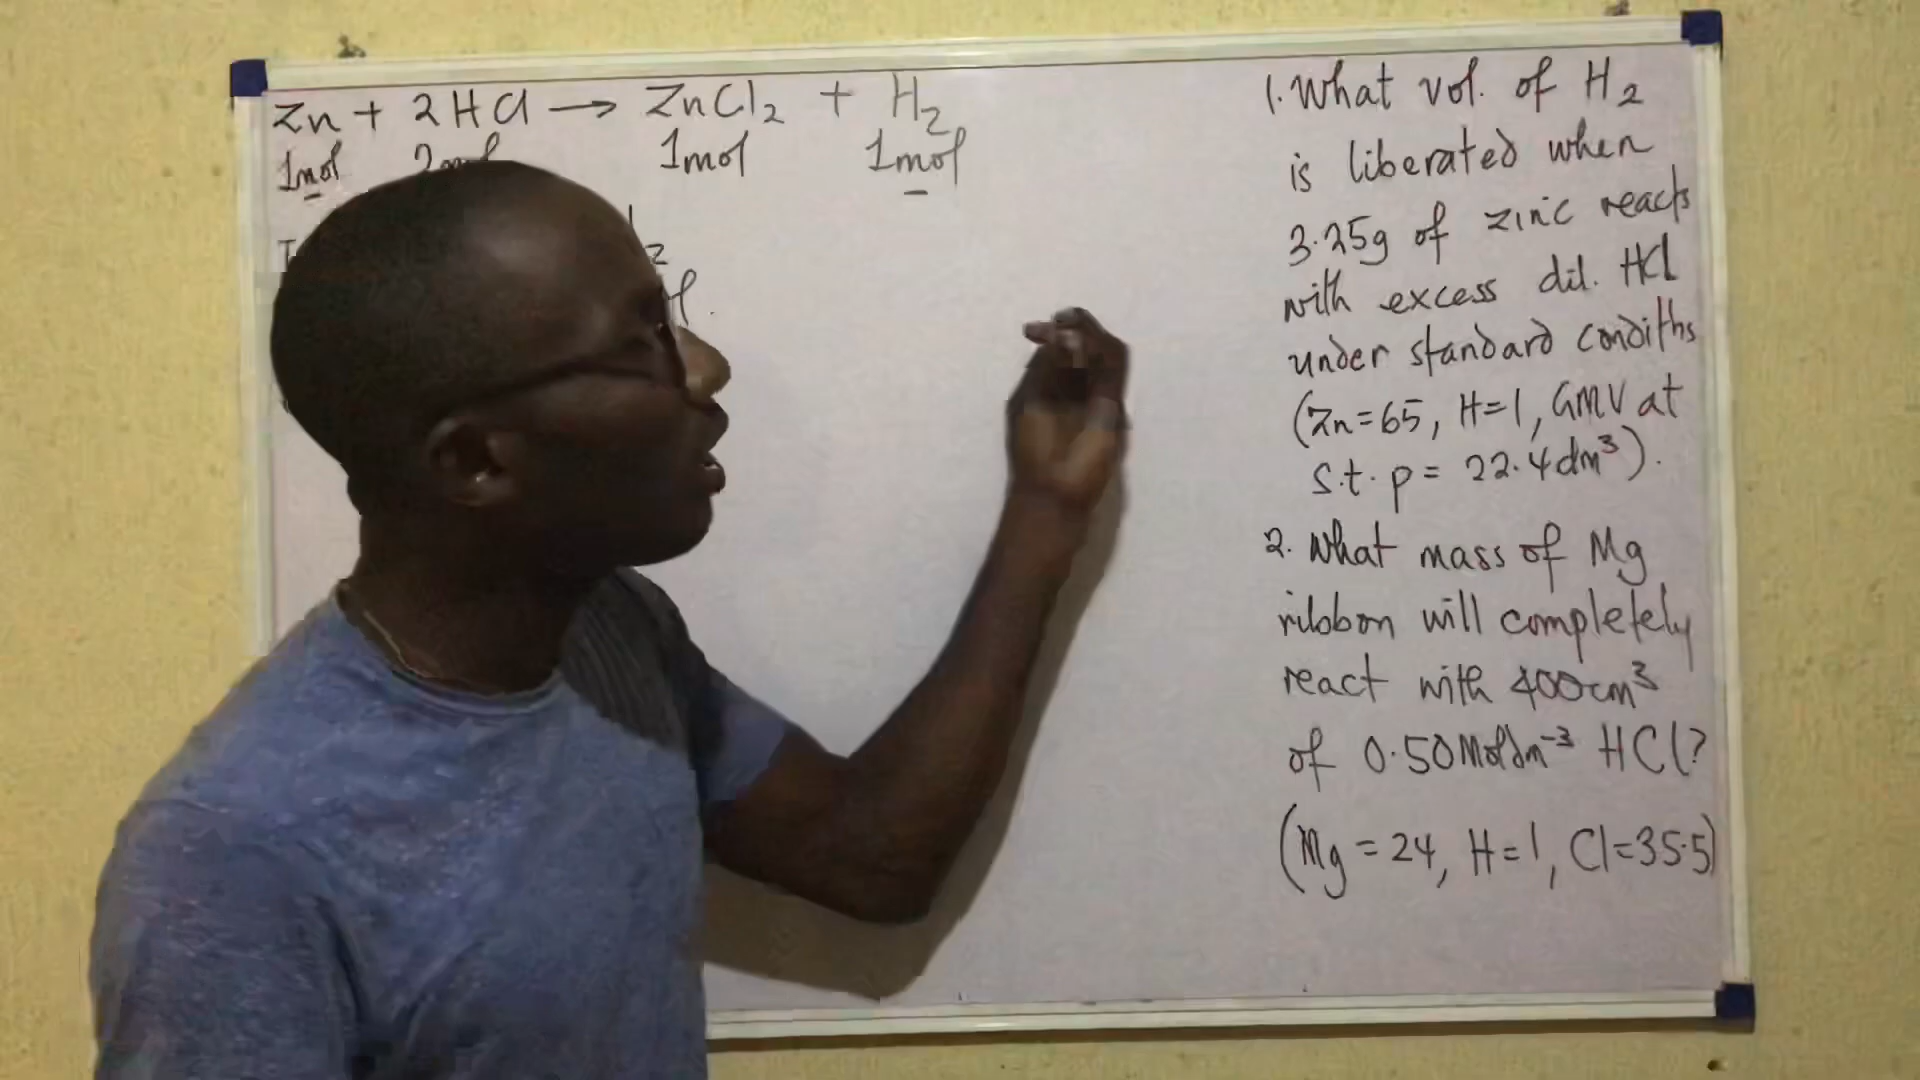 Zn + 2HCl → ZnCl₂ + H₂
1mol 2mol 1mol 1mol
1. What vol. of H₂
is liberated when
3.25g of zinc reacts
with excess dil. HCl
under standard condiths
(Zn=65, H=1, GMV at
s.t.p = 22.4dm³).
2. What mass of Mg
ribbon will completely
react with 400cm³
of 0.50Moldm⁻³ HCl?
(Mg = 24, H=1, Cl=35.5)